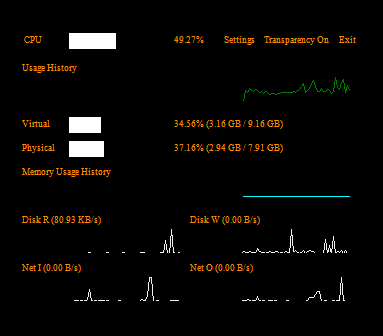 CPU 49.27% Settings Transparency On Exit
Usage History
Virtual 34.56% (3.16 GB / 9.16 GB)
Physical 37.16% (2.94 GB / 7.91 GB)
Memory Usage History
Disk R (80.93 KB/s) Disk W (0.00 B/s)
Net I (0.00 B/s) Net O (0.00 B/s)